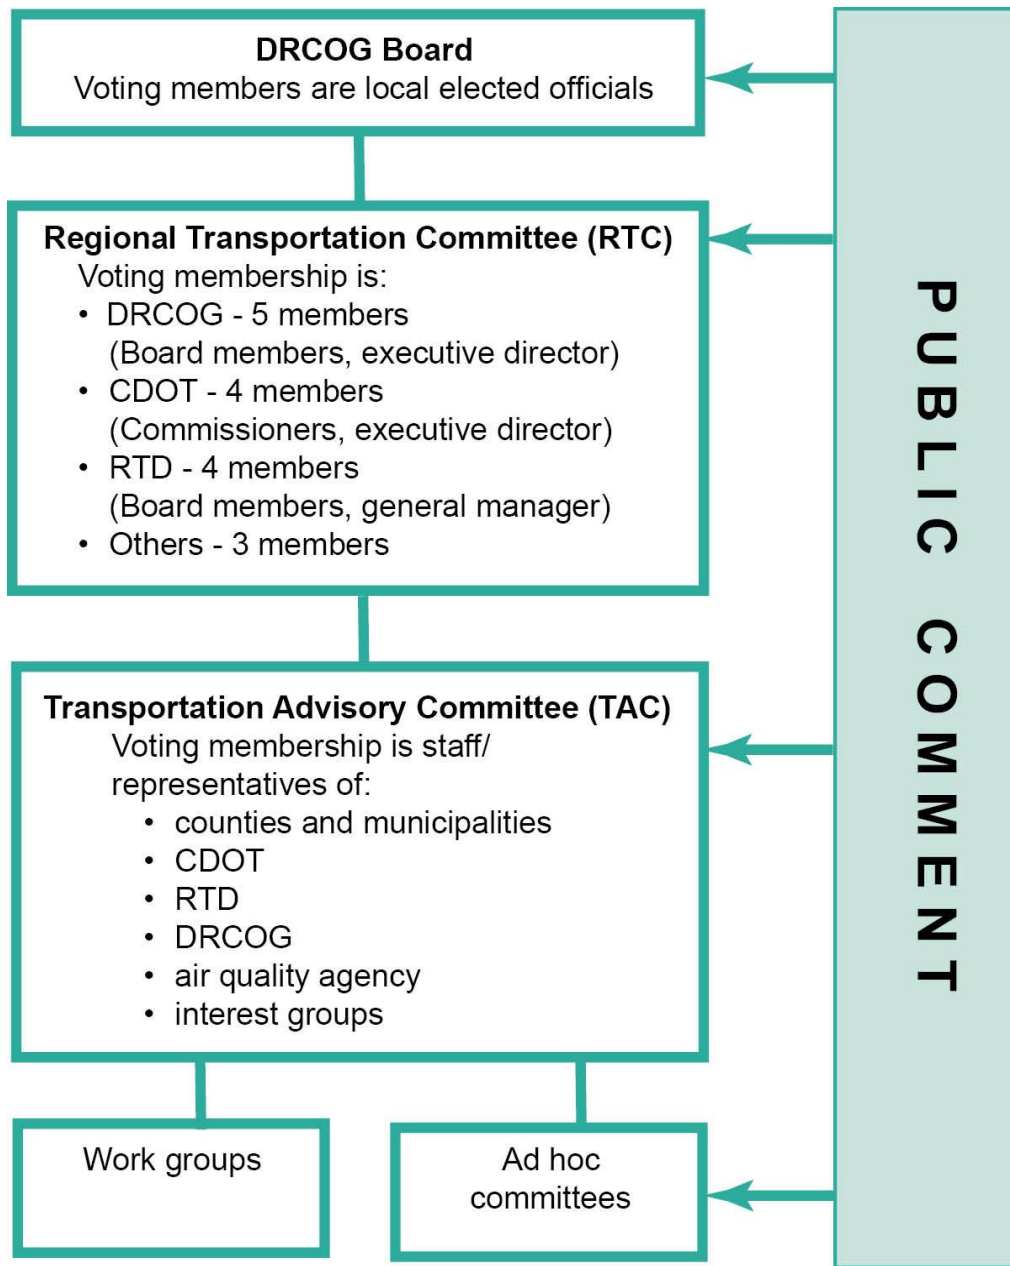 DRCOG Board
Voting members are local elected officials
Regional Transportation Committee (RTC)
Voting membership is:
• DRCOG - 5 members
(Board members, executive director)
• CDOT - 4 members
(Commissioners, executive director)
• RTD - 4 members
(Board members, general manager)
• Others - 3 members
Transportation Advisory Committee (TAC)
Voting membership is staff/
representatives of:
• counties and municipalities
• CDOT
• RTD
• DRCOG
• air quality agency
• interest groups
Work groups
Ad hoc
committees
PUBLIC COMMENT